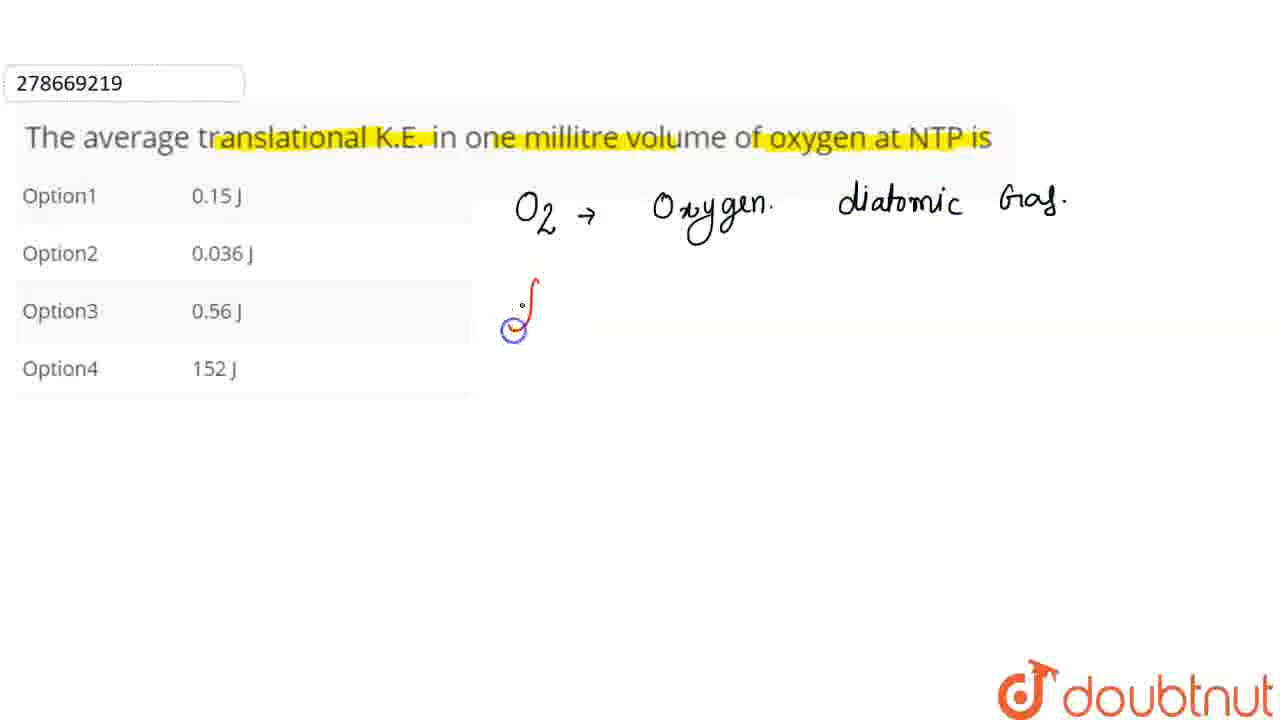 278669219
The average translational K.E. in one millitre volume of oxygen at NTP is
Option1 0.15 J
Option2 0.036 J
Option3 0.56 J
Option4 152 J
O2 → Oxygen. diatomic Gas.
doubtnut